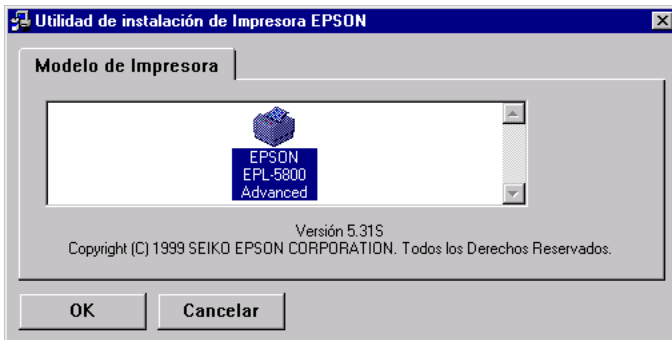 Utilidad de instalación de Impresora EPSON
Modelo de Impresora
EPSON
EPL-5800
Advanced
Versión 5.31S
Copyright (C) 1999 SEIKO EPSON CORPORATION. Todos los Derechos Reservados.
OK
Cancelar